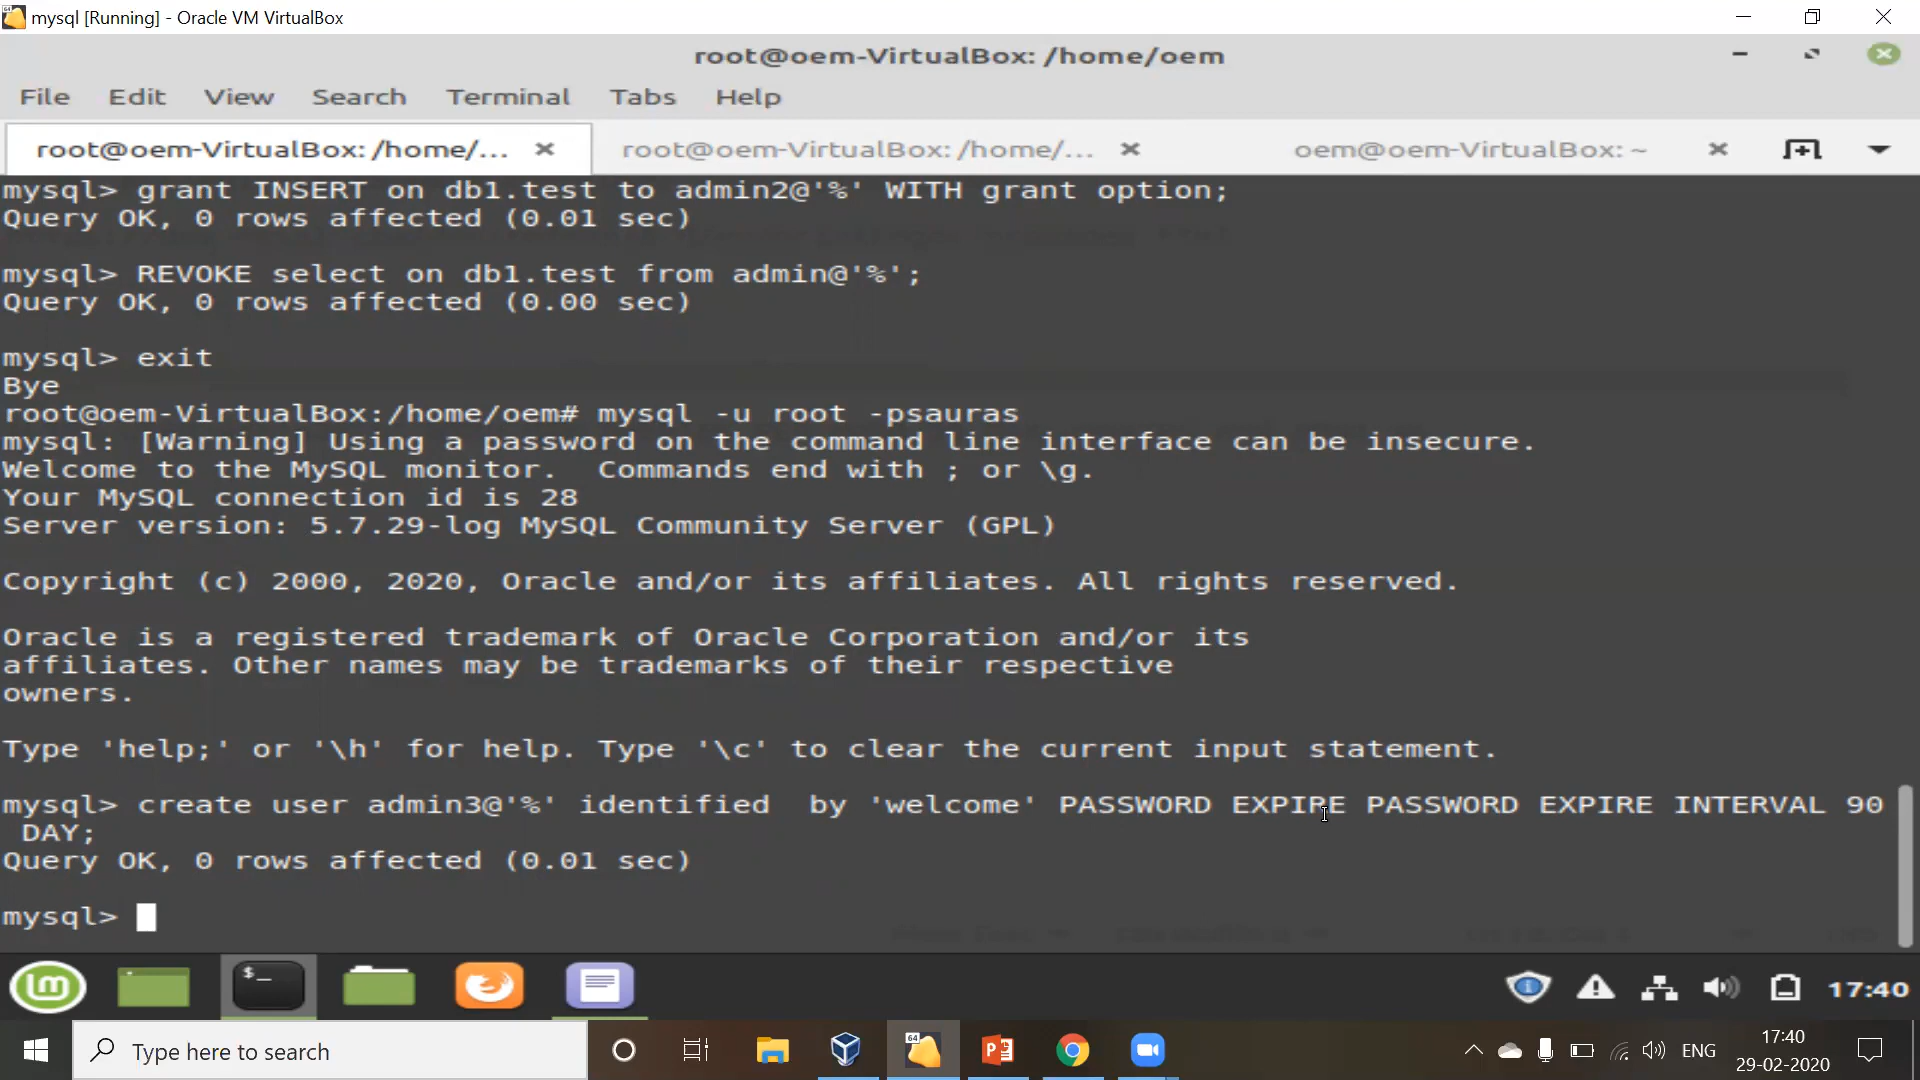 mysql [Running] - Oracle VM VirtualBox
root@oem-VirtualBox: /home/oem
File Edit View Search Terminal Tabs Help
root@oem-VirtualBox: /home/... root@oem-VirtualBox: /home/... oem@oem-VirtualBox: ~
mysql> grant INSERT on db1.test to admin2@'%' WITH grant option;
Query OK, 0 rows affected (0.01 sec)
mysql> REVOKE select on db1.test from admin@'%';
Query OK, 0 rows affected (0.00 sec)
mysql> exit
Bye
root@oem-VirtualBox:/home/oem# mysql -u root -psauras
mysql: [Warning] Using a password on the command line interface can be insecure.
Welcome to the MySQL monitor.  Commands end with ; or \g.
Your MySQL connection id is 28
Server version: 5.7.29-log MySQL Community Server (GPL)
Copyright (c) 2000, 2020, Oracle and/or its affiliates. All rights reserved.
Oracle is a registered trademark of Oracle Corporation and/or its
affiliates. Other names may be trademarks of their respective
owners.
Type 'help;' or '\h' for help. Type '\c' to clear the current input statement.
mysql> create user admin3@'%' identified  by 'welcome' PASSWORD EXPIRE PASSWORD EXPIRE INTERVAL 90
DAY;
Query OK, 0 rows affected (0.01 sec)
mysql>
17:40
Type here to search
64
ENG
17:40
29-02-2020